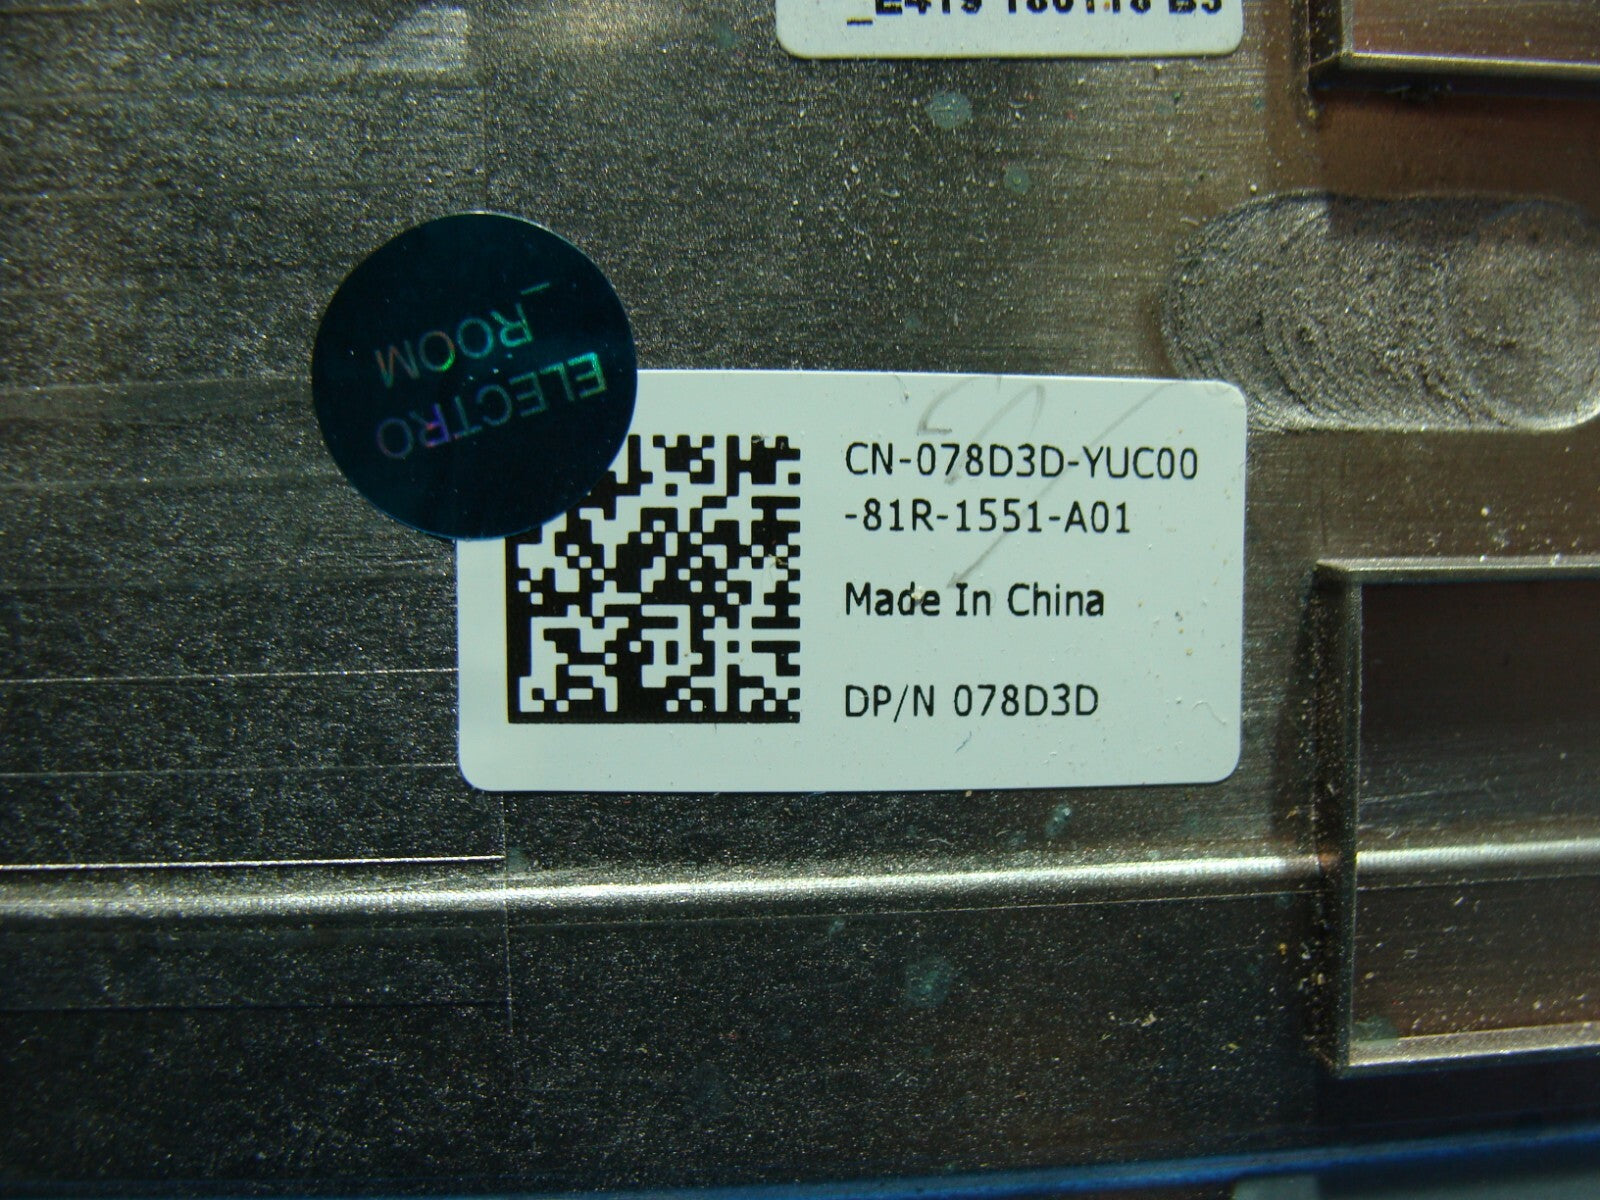 ELECTRO
_ROOM
CN-078D3D-YUC00
-81R-1551-A01
Made In China
DP/N 078D3D